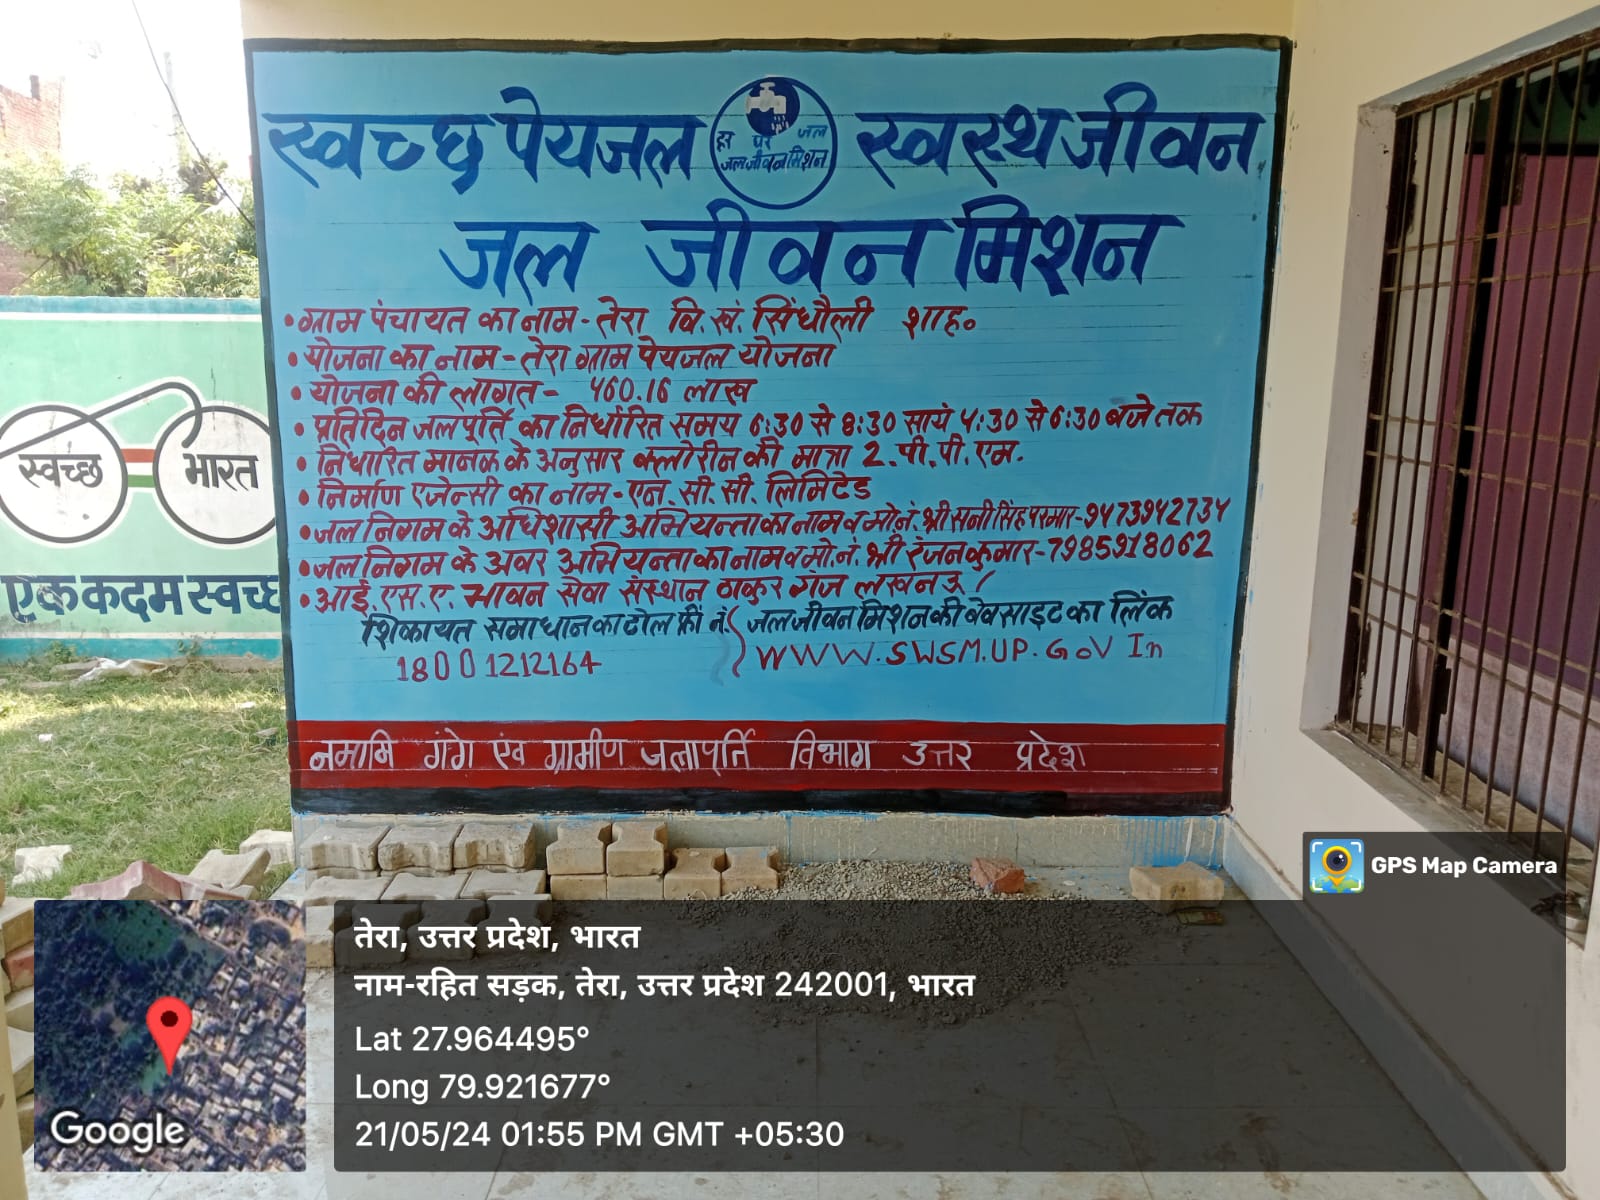 स्वच्छ पेयजल
हर घर जल
जल जीवन मिशन
स्वस्थ जीवन
जल जीवन मिशन
• ग्राम पंचायत का नाम - तेरा वि.खं. सिंधौली शाह०
• योजना का नाम - तेरा ग्राम पेयजल योजना
• योजना की लागत - 460.16 लाख
• प्रतिदिन जलपूर्ति का निर्धारित समय 6:30 से 8:30 सायं 4:30 से 6:30 बजे तक
• निर्धारित मानक के अनुसार क्लोरीन की मात्रा 2. पी. पी. एम.
• निर्माण एजेन्सी का नाम - एन. सी. सी. लिमिटेड
• जल निगम के अधिशासी अभियन्ता का नाम व मो.नं. श्री सनी सिंह परमार - 9473942734
• जल निगम के अवर अभियन्ता का नाम व मो.नं. श्री रंजन कुमार - 7985918062
• आई. एस. ए. भावन सेवा संस्थान ठाकुर गंज लखनऊ
शिकायत समाधान का टोल फ्री नं. जल जीवन मिशन की बेवसाइट का लिंक
18001212164 WWW.SWSM.UP.GoV In
नमामि गंगे एंव ग्रामीण जलापूर्ति विभाग उत्तर प्रदेश
स्वच्छ भारत
एक कदम स्वच्छ
GPS Map Camera
तेरा, उत्तर प्रदेश, भारत
नाम-रहित सड़क, तेरा, उत्तर प्रदेश 242001, भारत
Lat 27.964495°
Long 79.921677°
21/05/24 01:55 PM GMT +05:30
Google